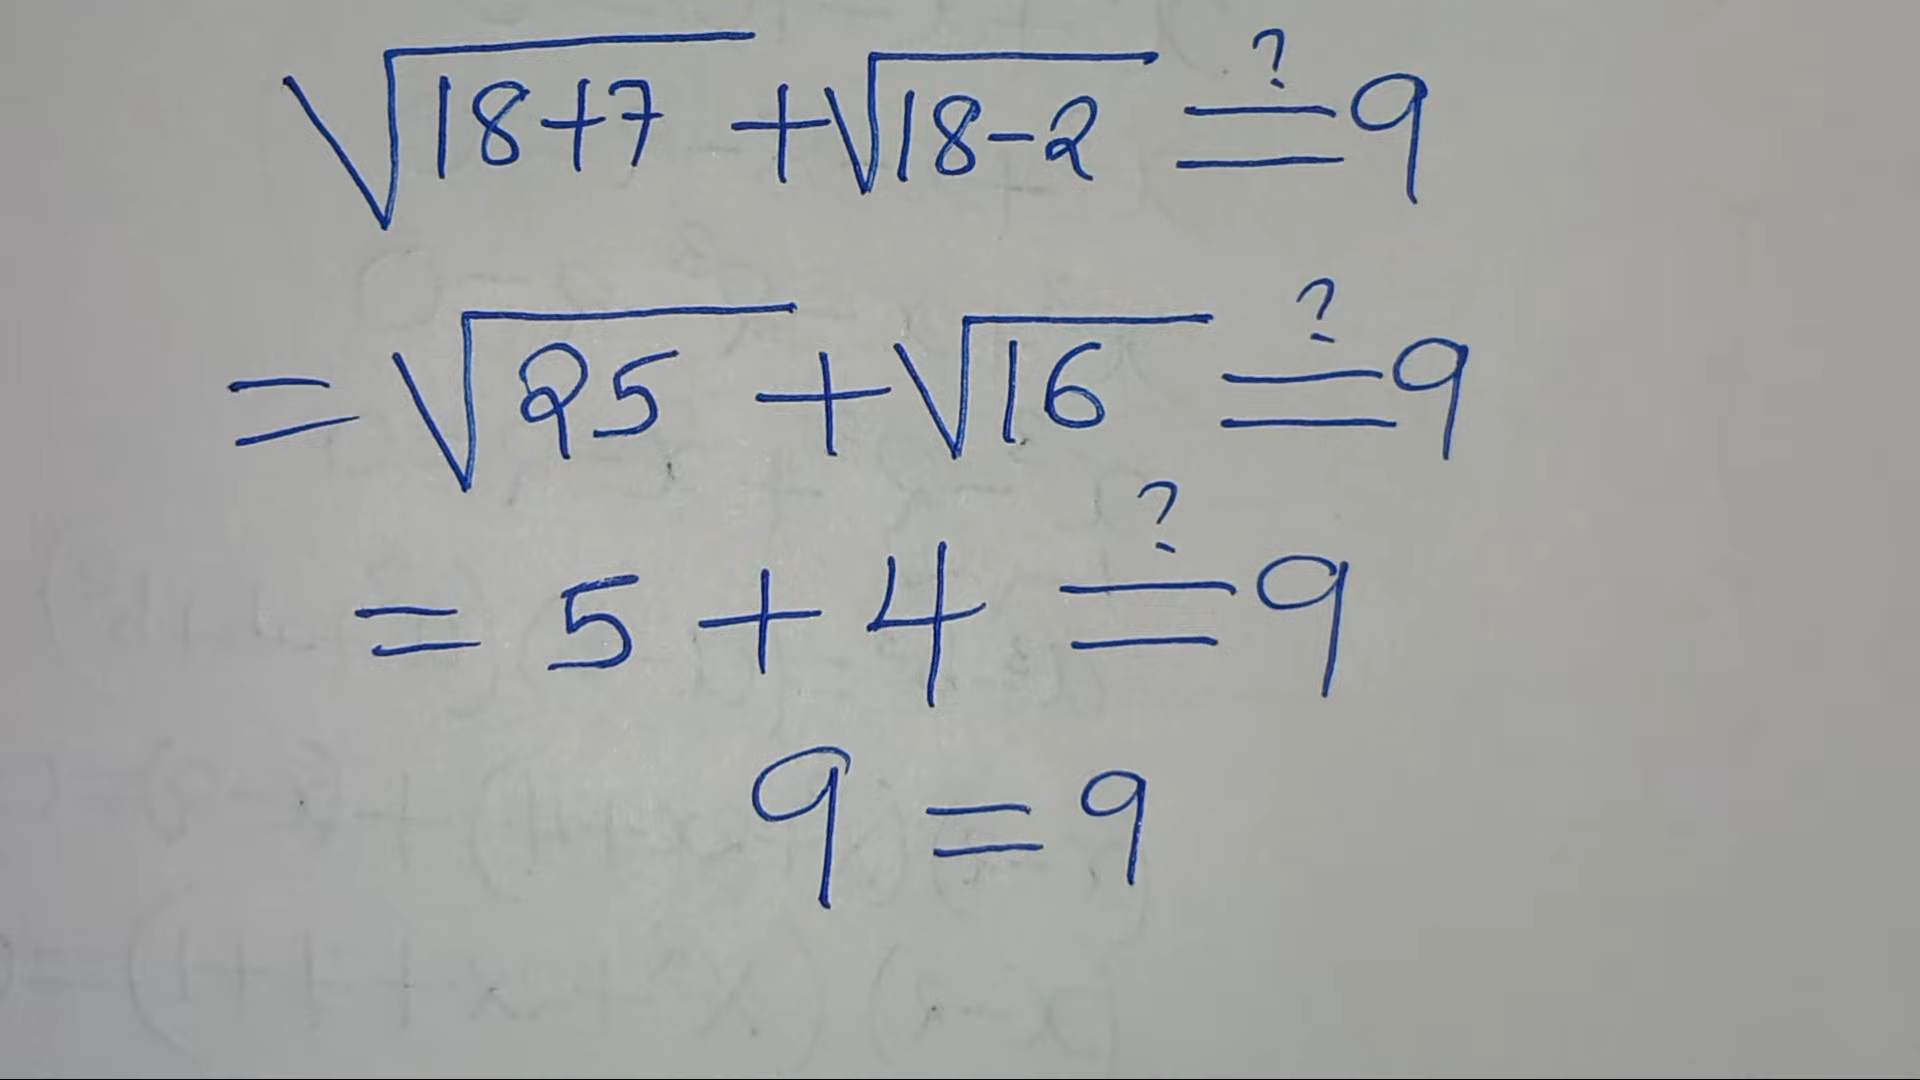 √18+7 + √18-2 ≟ 9
= √25 + √16 ≟ 9
= 5 + 4 ≟ 9
9 = 9